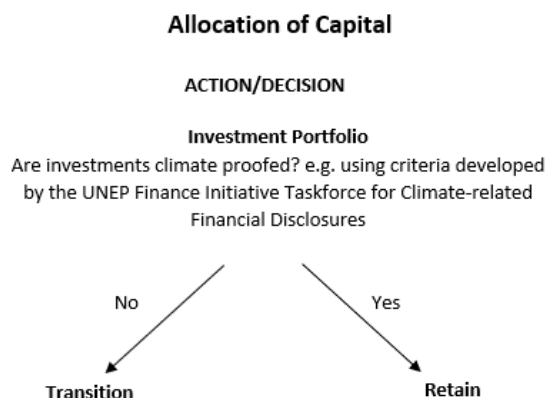 Allocation of Capital
ACTION/DECISION
Investment Portfolio
Are investments climate proofed? e.g. using criteria developed
by the UNEP Finance Initiative Taskforce for Climate-related
Financial Disclosures
No
Yes
Transition
Retain